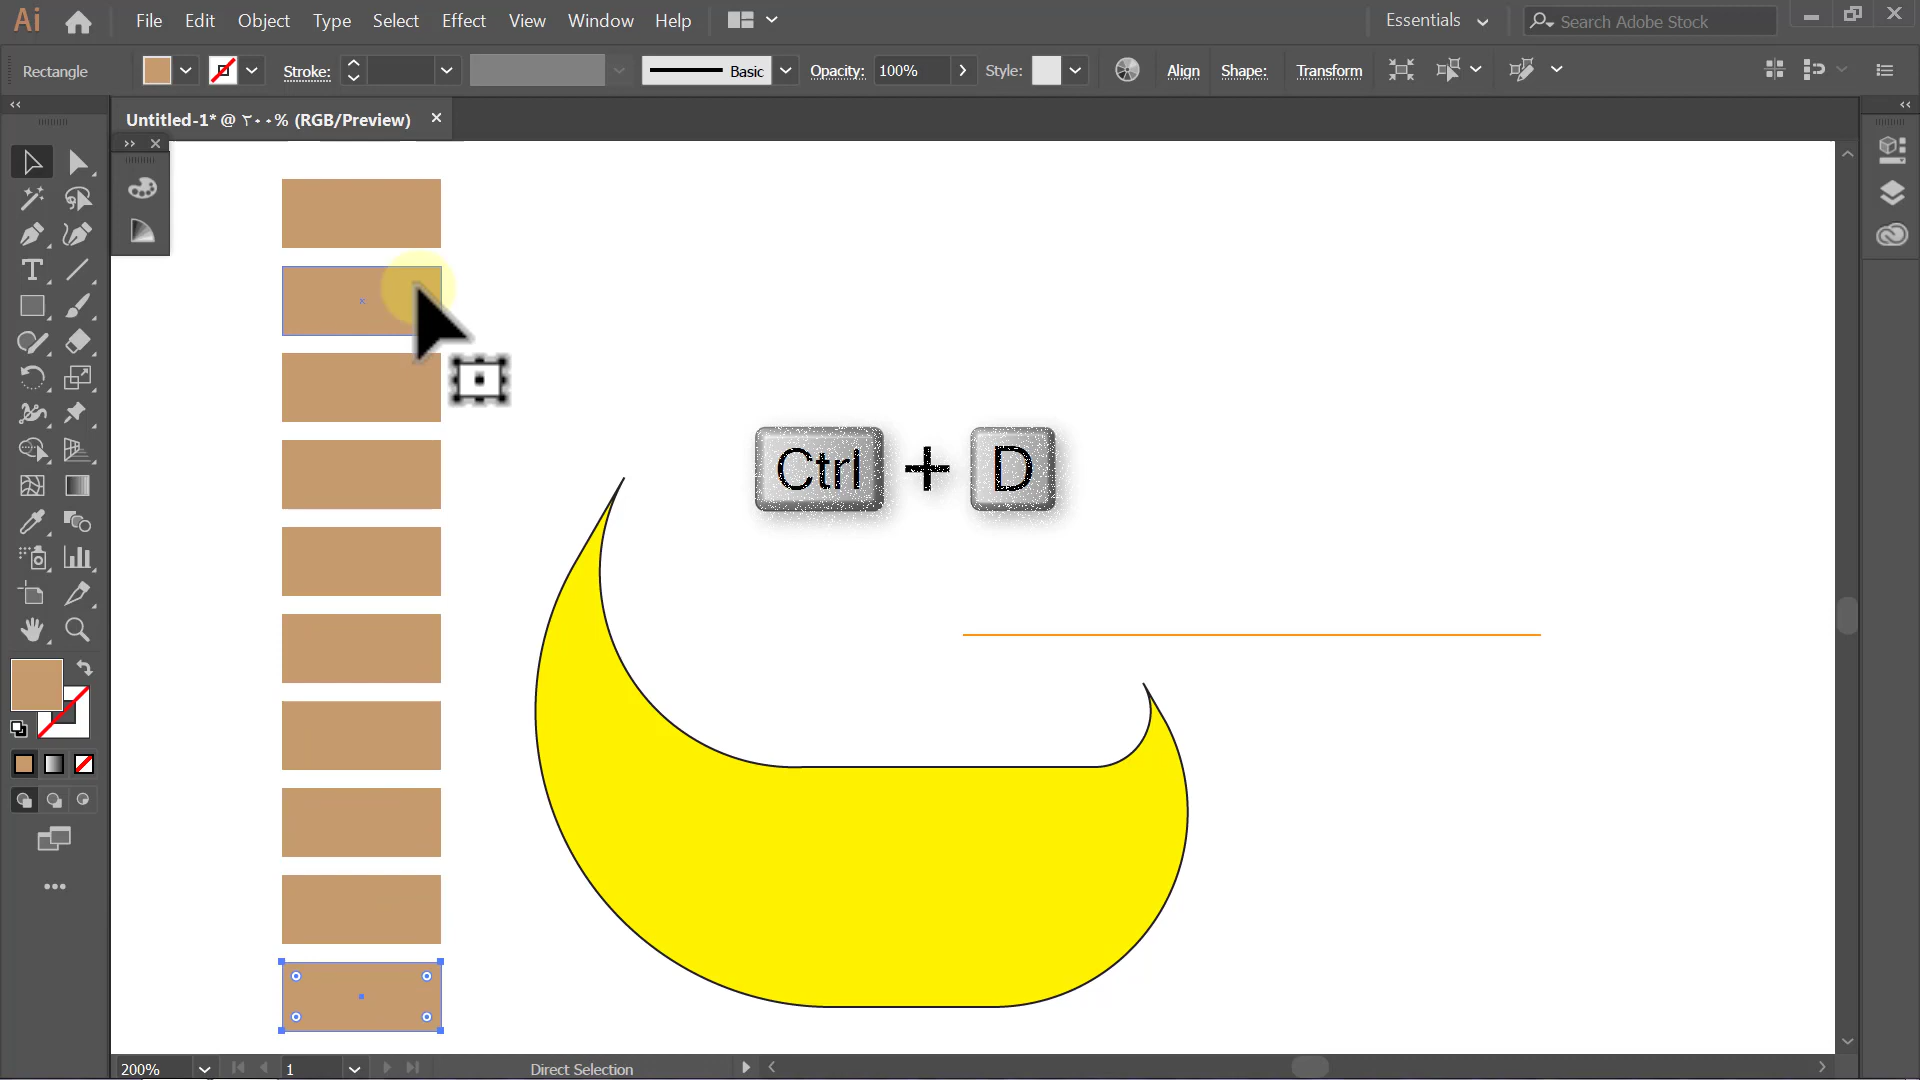 Ai File Edit Object Type Select Effect View Window Help Essentials Search Adobe Stock
Rectangle Stroke: Basic Opacity: 100% Style: Align Shape: Transform
Untitled-1* @ ٢٠٠% (RGB/Preview)
Ctrl + D
200% 1 Direct Selection